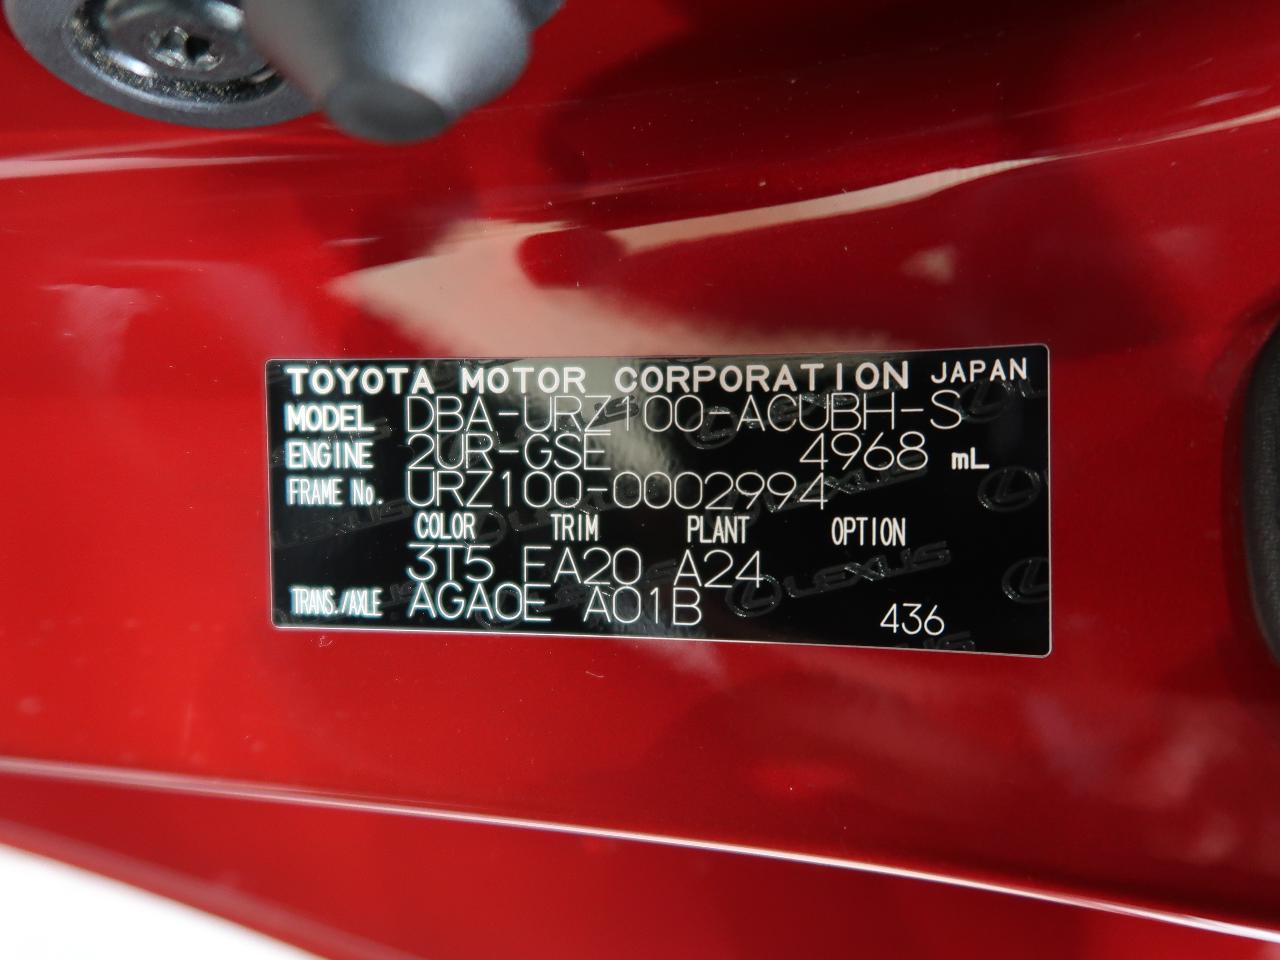 TOYOTA MOTOR CORPORATION JAPAN
MODEL DBA-URZ100-ACUBH-S
ENGINE 2UR-GSE 4968 mL
FRAME No. URZ100-0002994
COLOR TRIM PLANT OPTION
3T5 EA20 A24
TRANS./AXLE AGA0E A01B 436
LEXUS